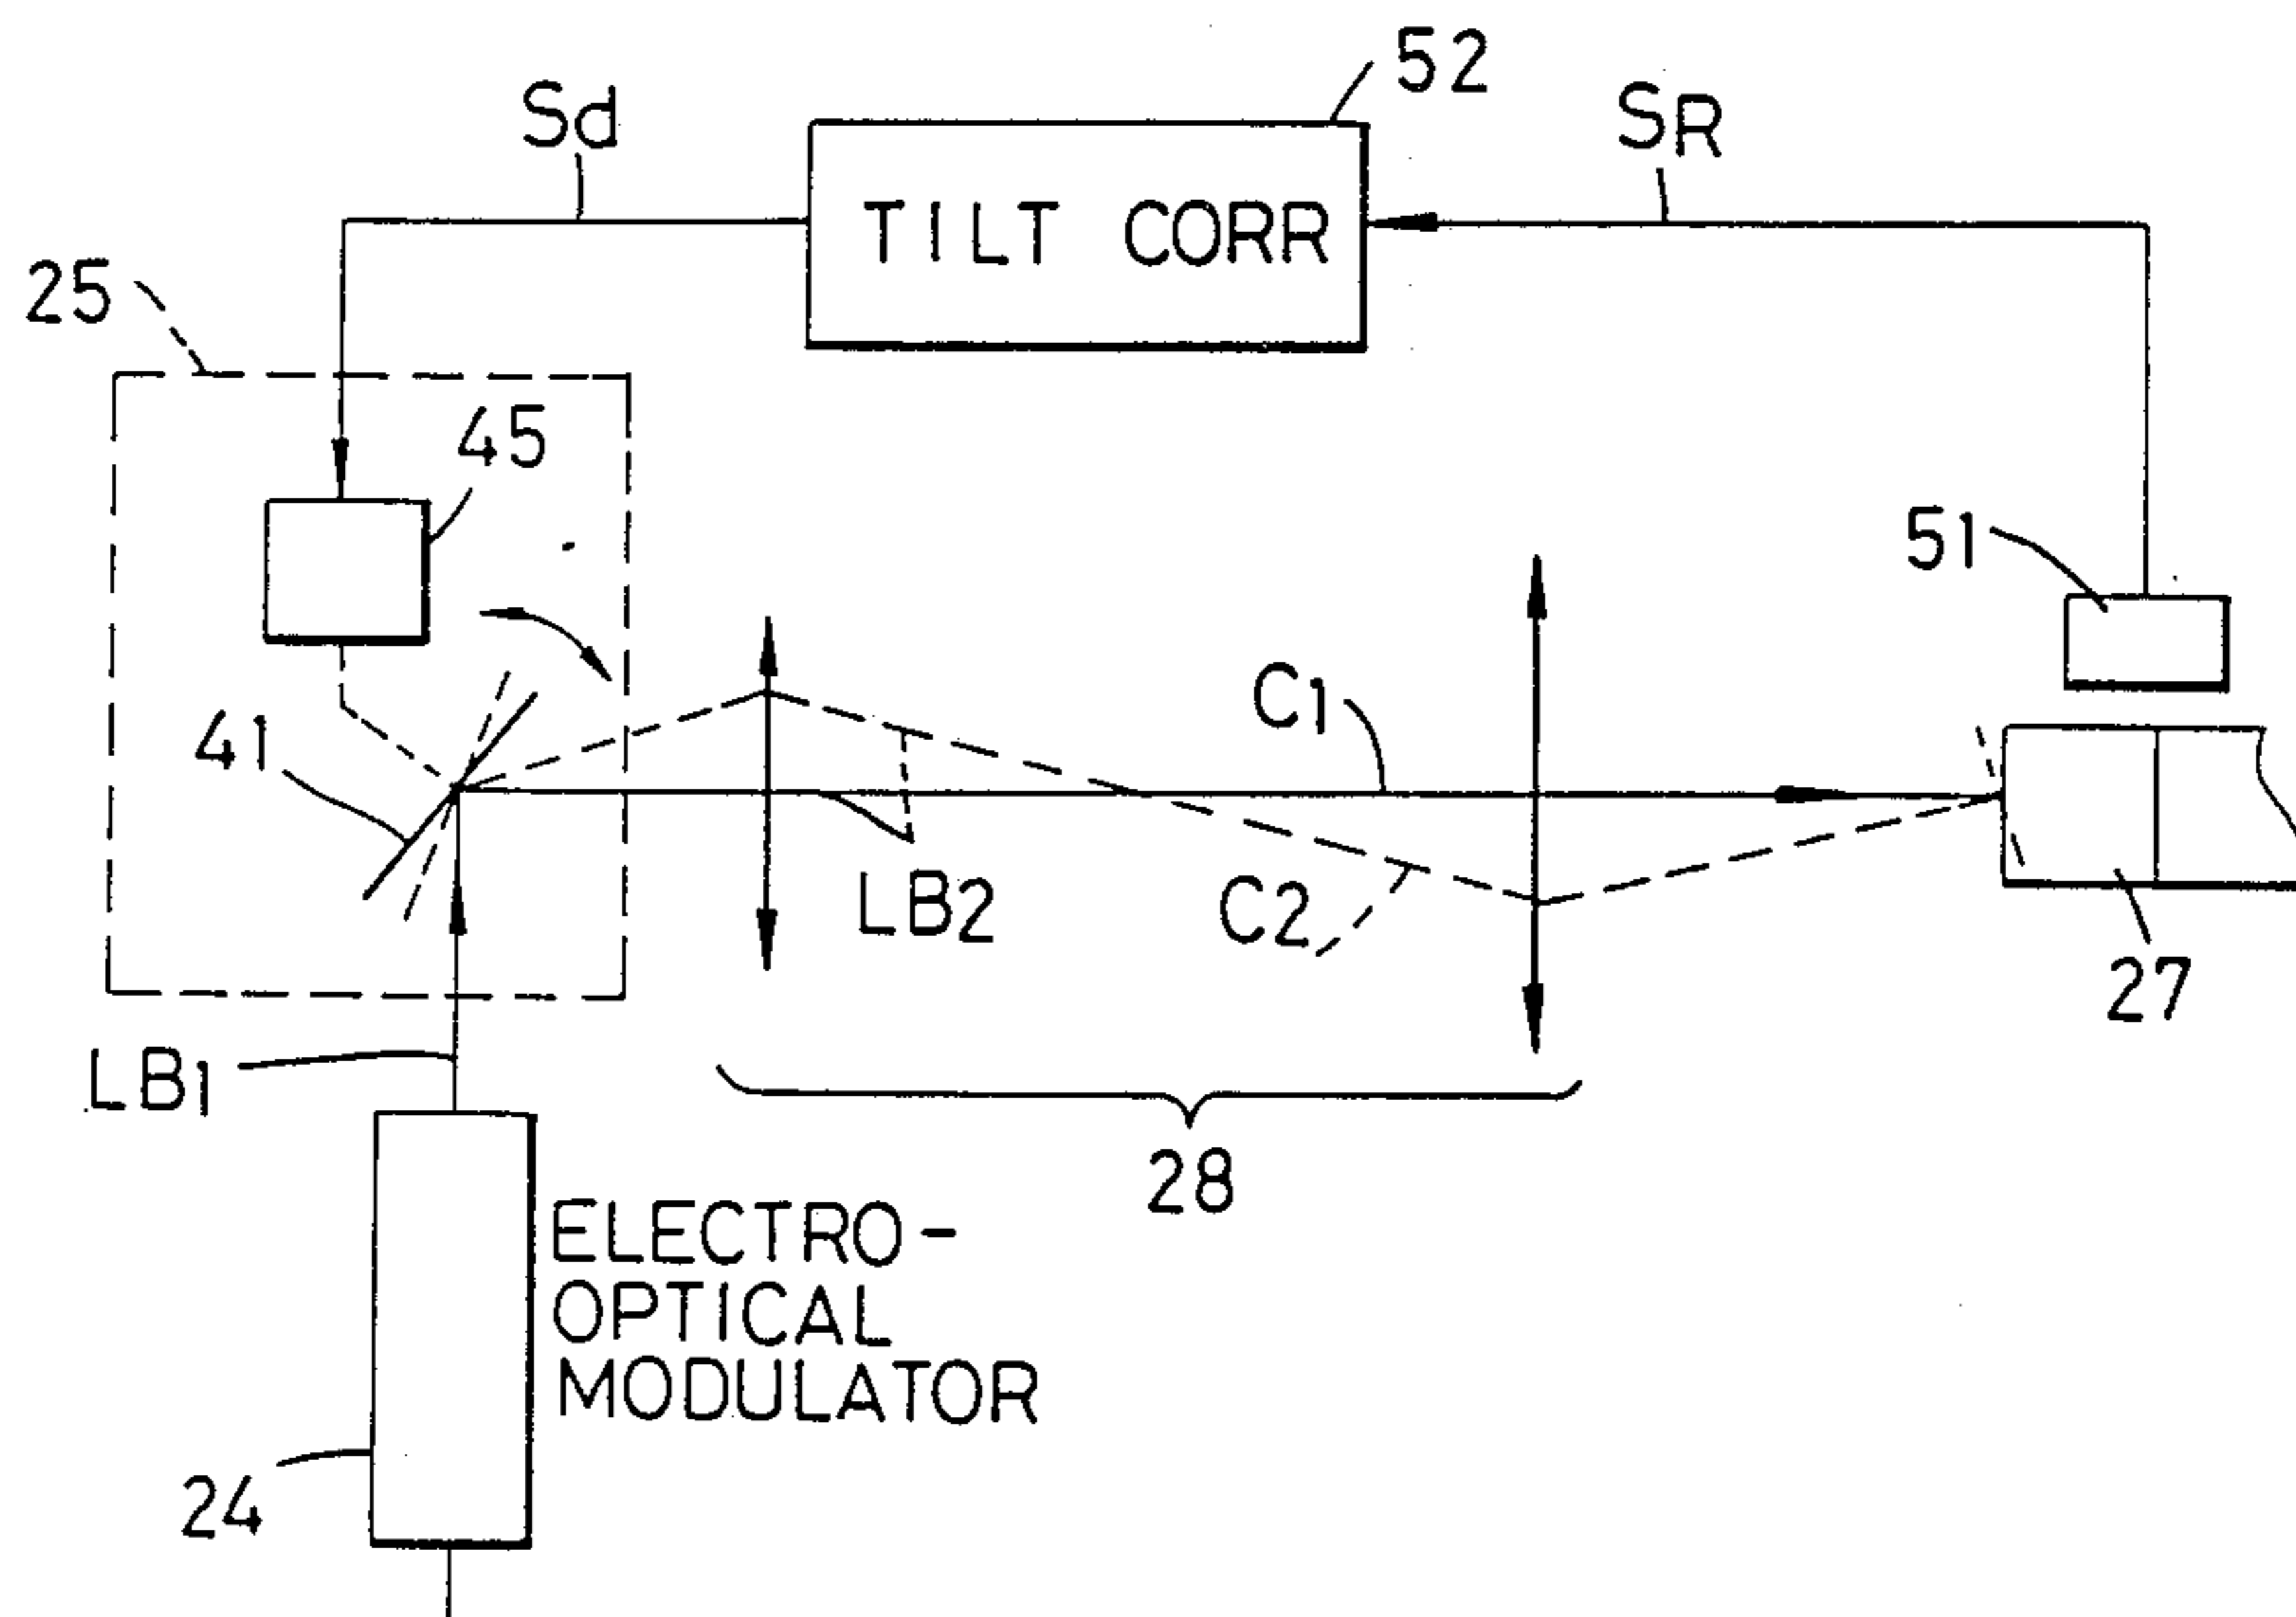 52
Sd
SR
TILT CORR
25
45
51
C1
41
LB2
C2
27
LB1
28
ELECTRO-
OPTICAL
MODULATOR
24